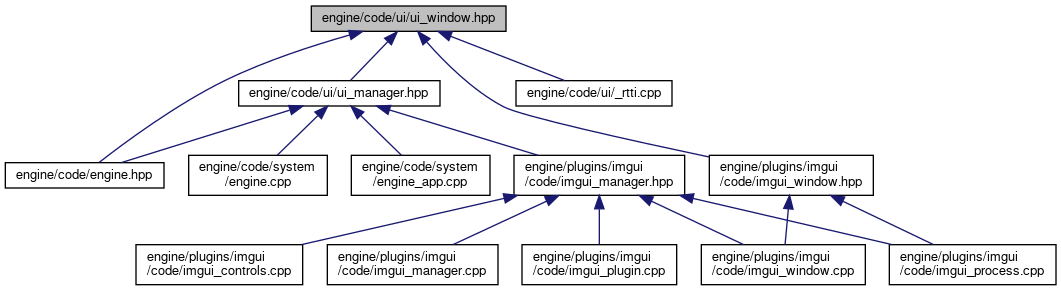 engine/code/ui/ui_window.hpp
engine/code/ui/ui_manager.hpp
engine/code/ui/_rtti.cpp
engine/code/engine.hpp
engine/code/system
/engine.cpp
engine/code/system
/engine_app.cpp
engine/plugins/imgui
/code/imgui_manager.hpp
engine/plugins/imgui
/code/imgui_window.hpp
engine/plugins/imgui
/code/imgui_controls.cpp
engine/plugins/imgui
/code/imgui_manager.cpp
engine/plugins/imgui
/code/imgui_plugin.cpp
engine/plugins/imgui
/code/imgui_window.cpp
engine/plugins/imgui
/code/imgui_process.cpp